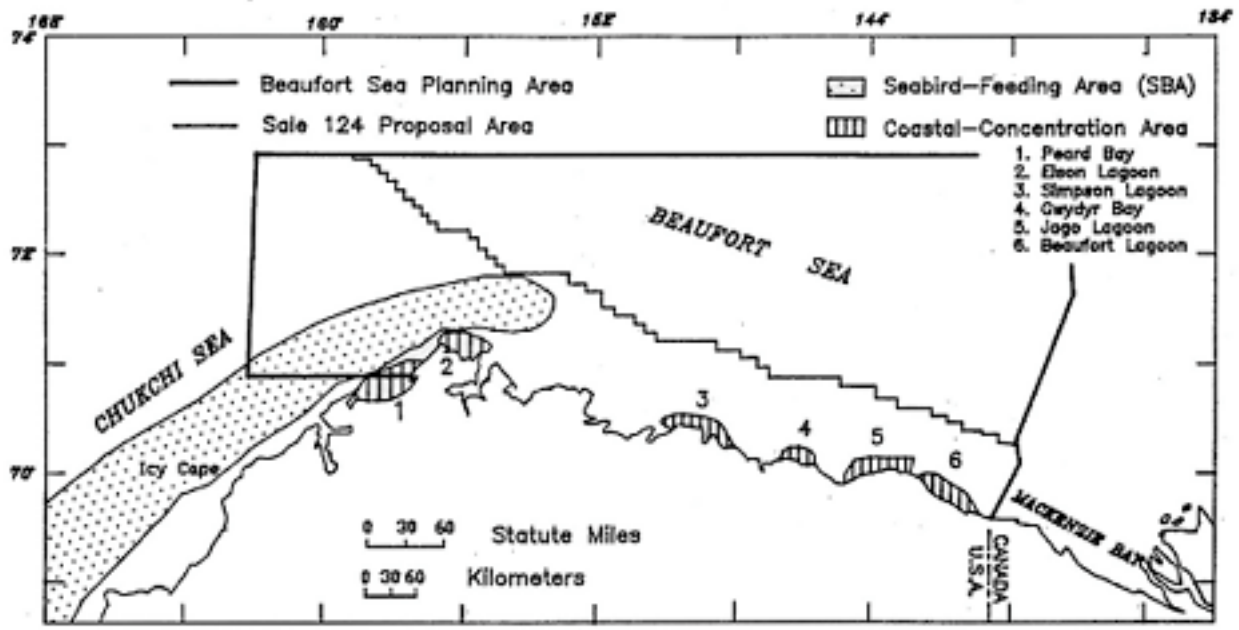 168° 160° 152° 144° 134°
74°
Beaufort Sea Planning Area
Seabird-Feeding Area (SBA)
Sale 124 Proposal Area
Coastal-Concentration Area
1. Peard Bay
2. Elson Lagoon
3. Simpson Lagoon
4. Gwydyr Bay
5. Jago Lagoon
6. Beaufort Lagoon
BEAUFORT SEA
72°
CHUKCHI SEA
2
1
3
4
5
6
70°
Icy Cape
MACKENZIE BAY
0 30 60
Statute Miles
0 30 60
Kilometers
CANADA
U.S.A.